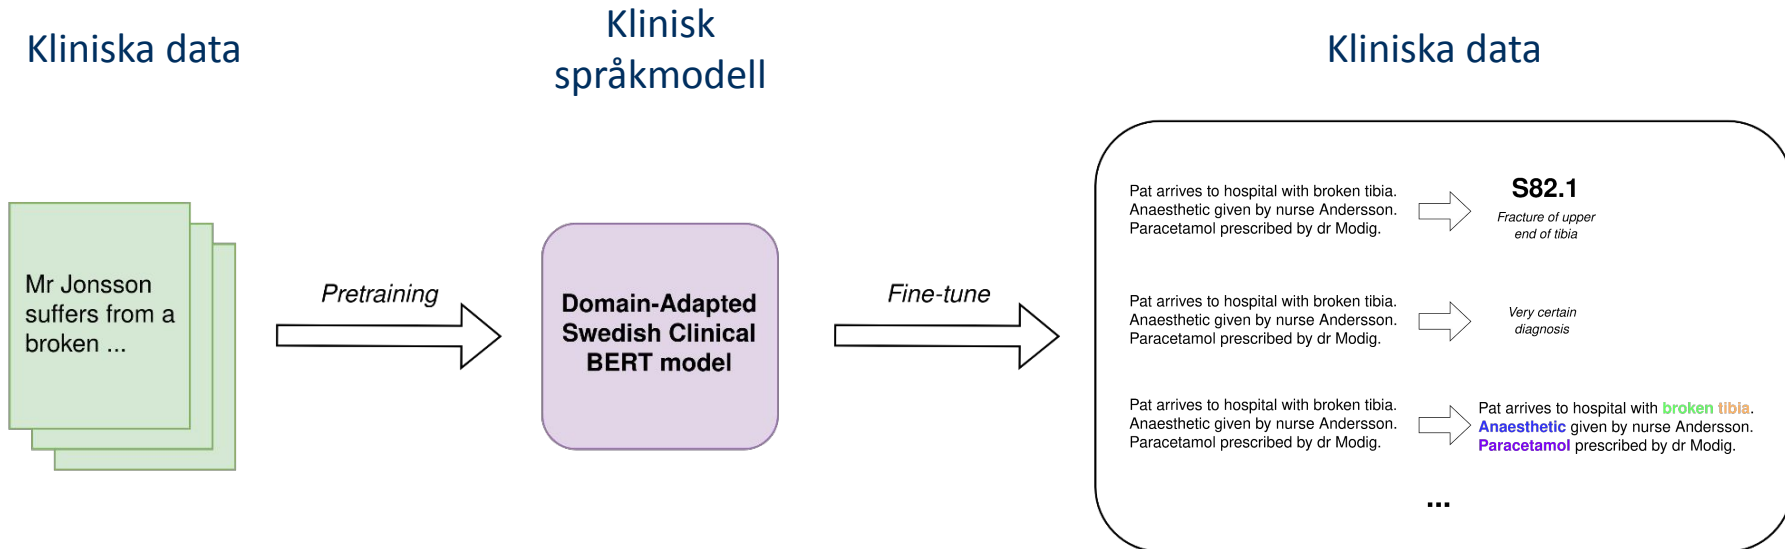 Kliniska data
Klinisk
språkmodell
Kliniska data
Mr Jonsson
suffers from a
broken ...
Pretraining
Domain-Adapted
Swedish Clinical
BERT model
Fine-tune
Pat arrives to hospital with broken tibia.
Anaesthetic given by nurse Andersson.
Paracetamol prescribed by dr Modig.
S82.1
Fracture of upper
end of tibia
Pat arrives to hospital with broken tibia.
Anaesthetic given by nurse Andersson.
Paracetamol prescribed by dr Modig.
Very certain
diagnosis
Pat arrives to hospital with broken tibia.
Anaesthetic given by nurse Andersson.
Paracetamol prescribed by dr Modig.
Pat arrives to hospital with broken tibia.
Anaesthetic given by nurse Andersson.
Paracetamol prescribed by dr Modig.
...